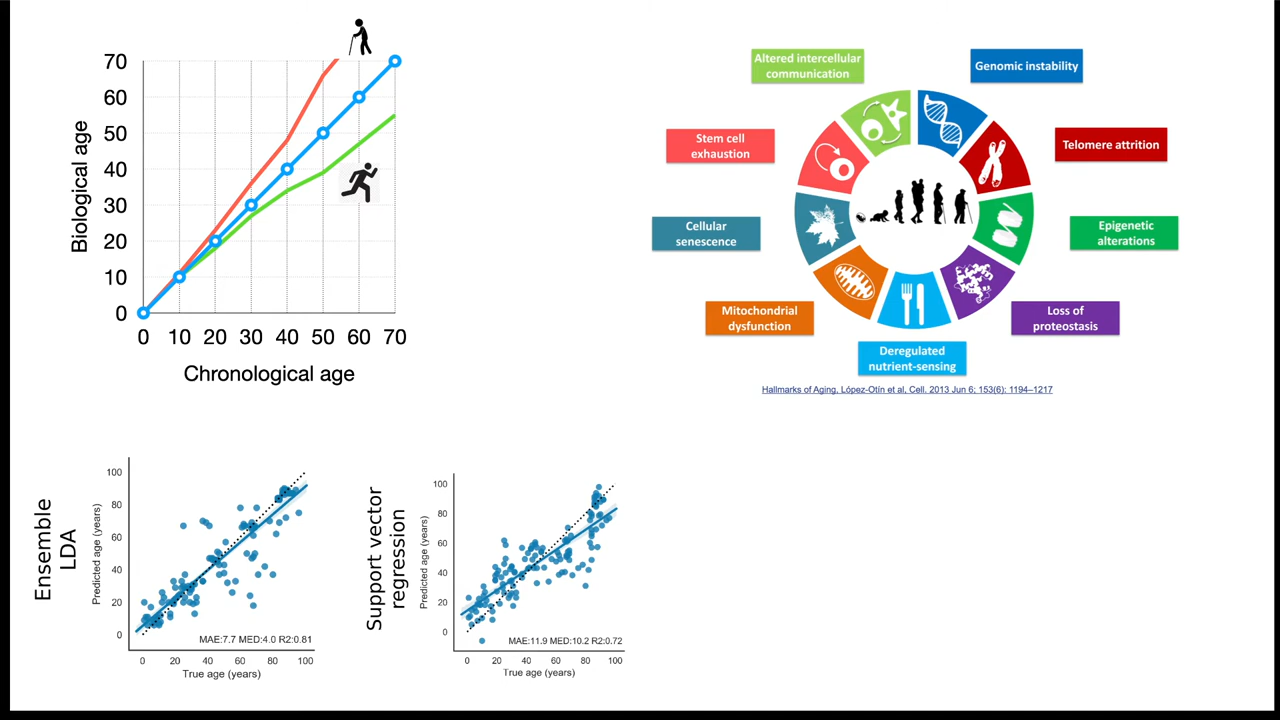 70
60
50
40
30
20
10
0
Biological age
0 10 20 30 40 50 60 70
Chronological age
Altered intercellular
communication
Genomic instability
Stem cell
exhaustion
Telomere attrition
Cellular
senescence
Epigenetic
alterations
Mitochondrial
dysfunction
Loss of
proteostasis
Deregulated
nutrient-sensing
Hallmarks of Aging, López-Otín et al, Cell. 2013 Jun 6; 153(6): 1194–1217
Ensemble
LDA
Predicted age (years)
100
80
60
40
20
0
MAE:7.7 MED:4.0 R2:0.81
0 20 40 60 80 100
True age (years)
Support vector
regression
Predicted age (years)
100
80
60
40
20
0
MAE:11.9 MED:10.2 R2:0.72
0 20 40 60 80 100
True age (years)